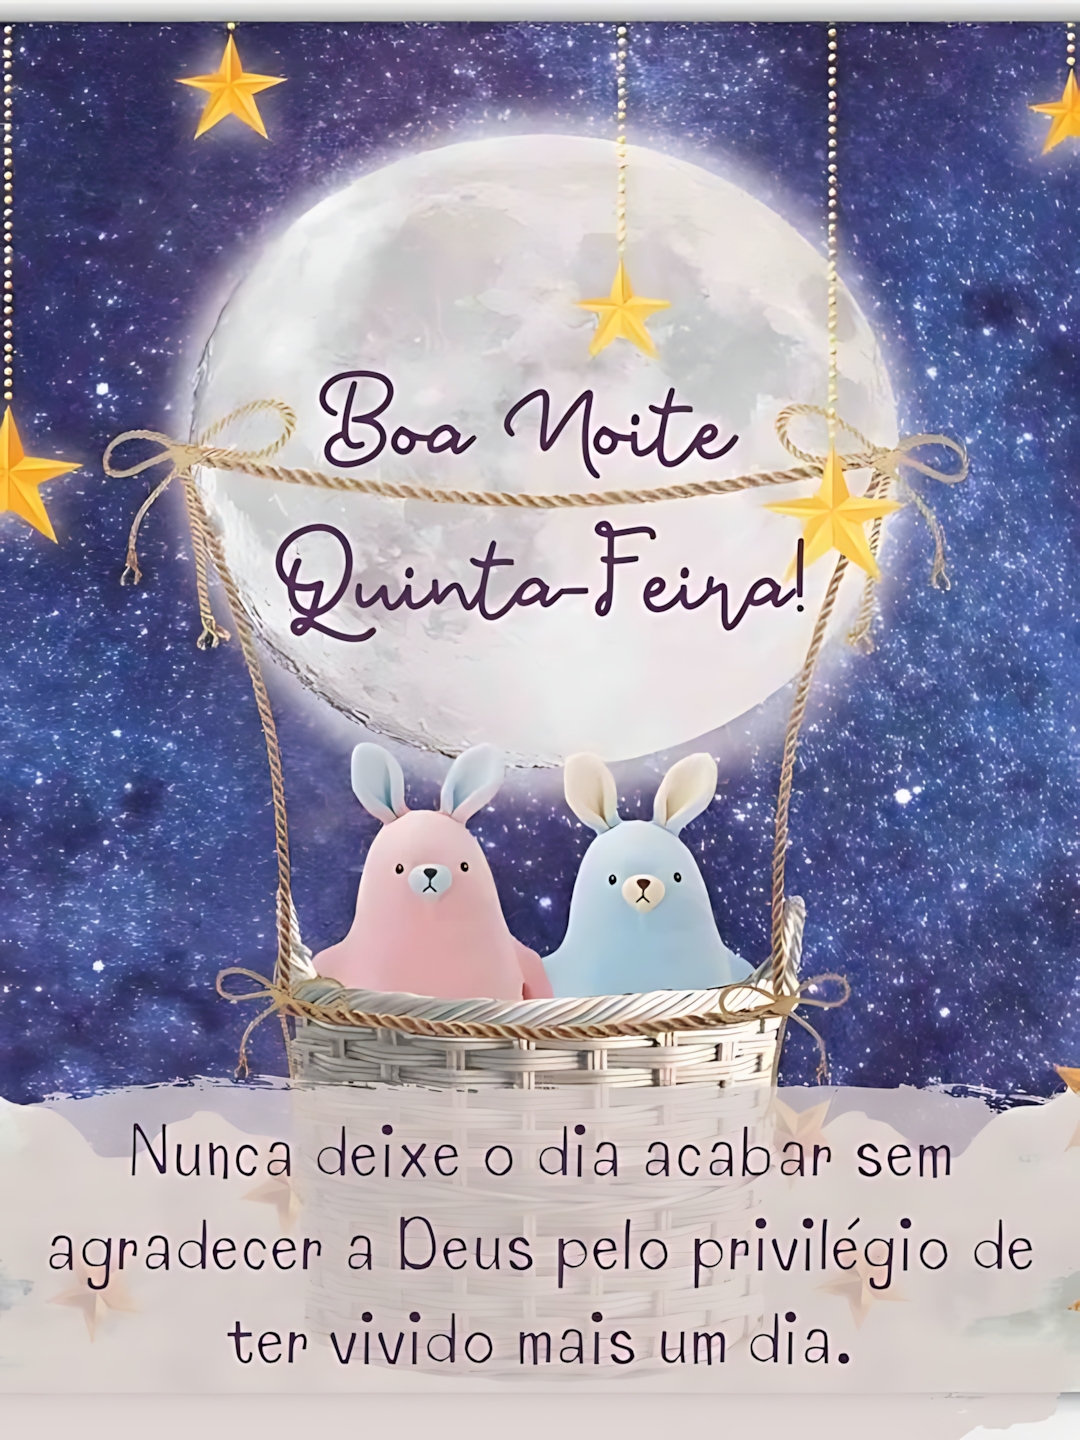 Boa Noite
Quinta-Feira!
Nunca deixe o dia acabar sem
agradecer a Deus pelo privilégio de
ter vivido mais um dia.